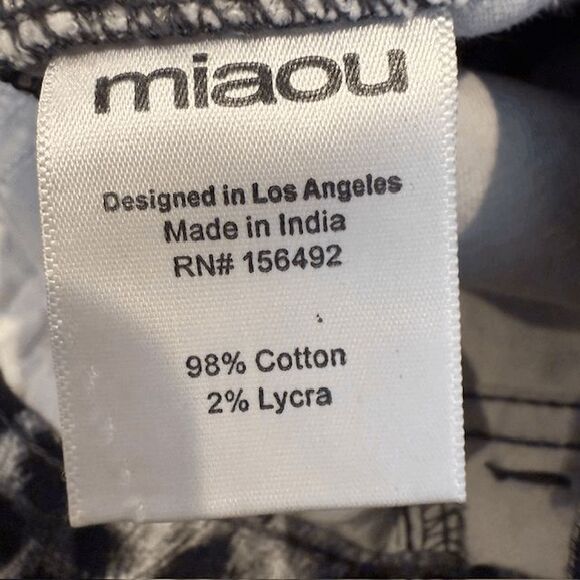 miaou
Designed in Los Angeles
Made in India
RN# 156492
98% Cotton
2% Lycra